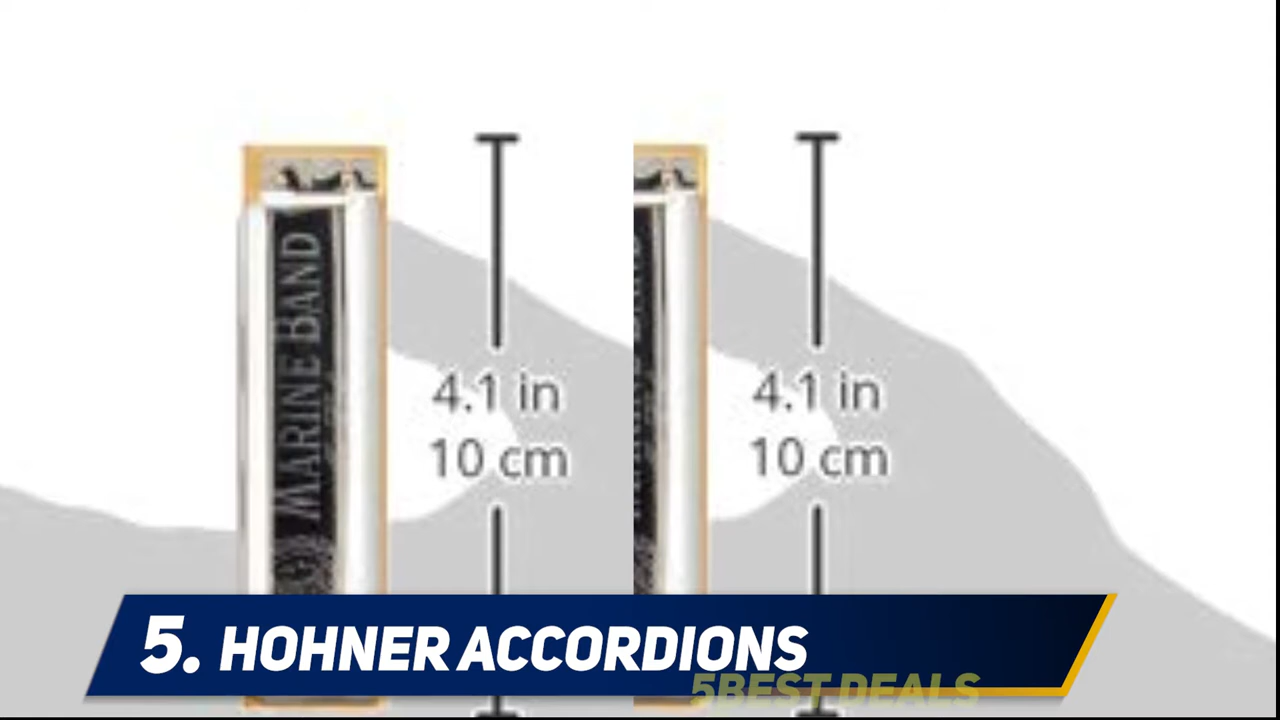 MARINE BAND
4.1 in
10 cm
4.1 in
10 cm
5. HOHNER ACCORDIONS
5BEST DEALS